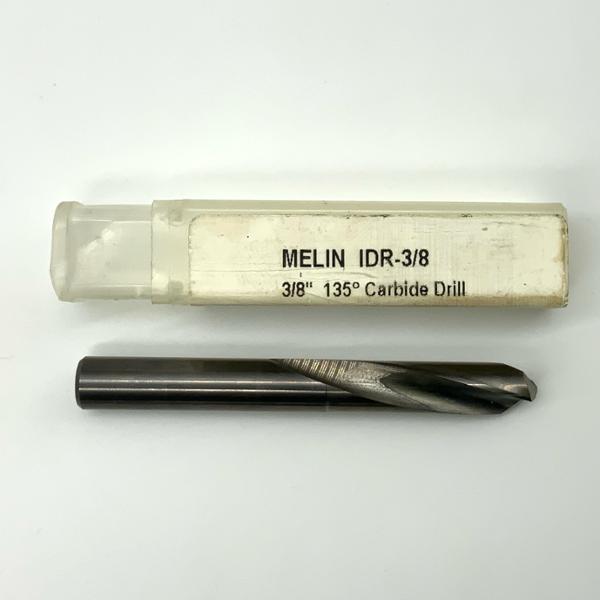 MELIN IDR-3/8
3/8" 135° Carbide Drill